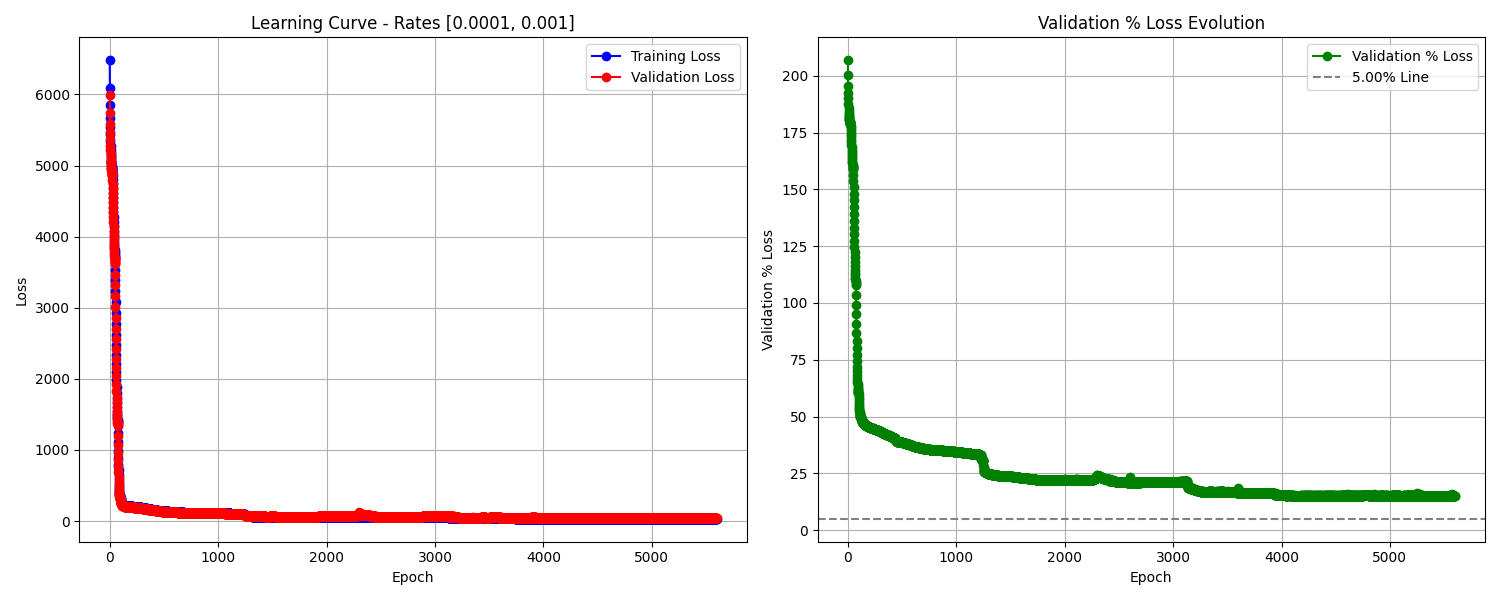 Learning Curve - Rates [0.0001, 0.001]
Training Loss
Validation Loss
6000
5000
4000
3000
2000
1000
0
Loss
0
1000
2000
3000
4000
5000
Epoch
Validation % Loss Evolution
Validation % Loss
5.00% Line
200
175
150
125
100
75
50
25
0
Validation % Loss
0
1000
2000
3000
4000
5000
Epoch